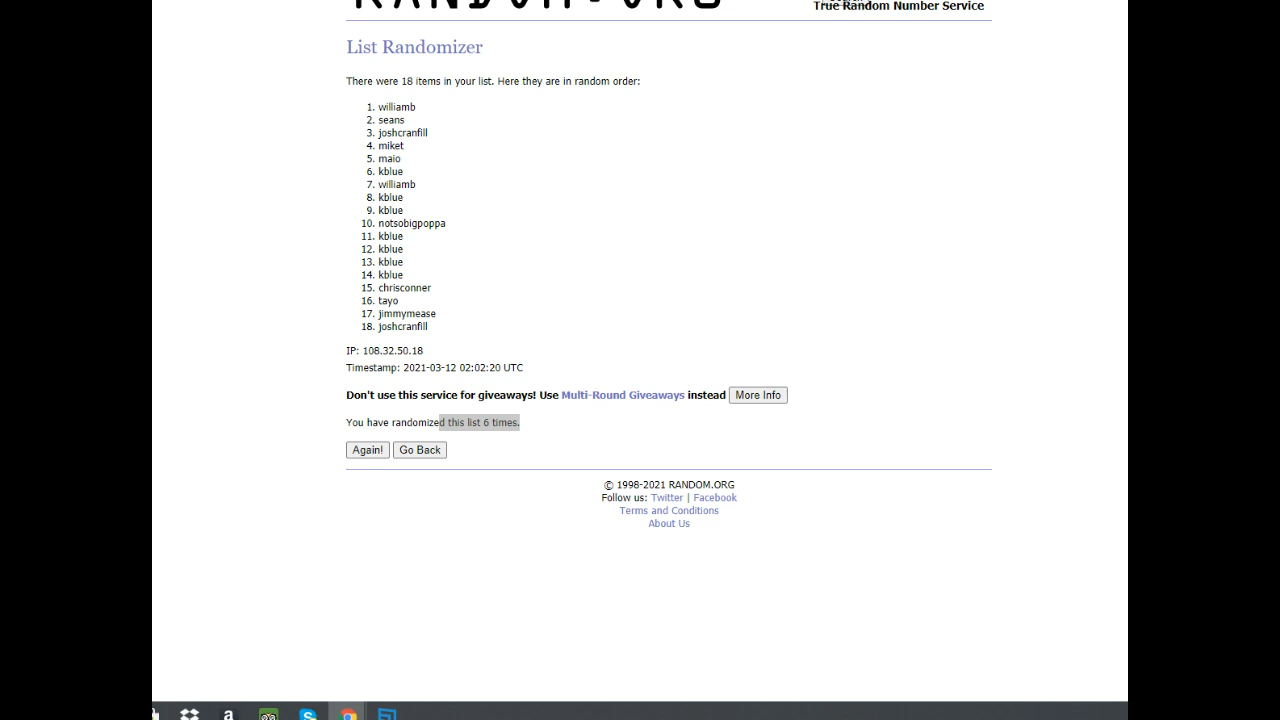 RANDOM.ORG
True Random Number Service
List Randomizer
There were 18 items in your list. Here they are in random order:
1. williamb
2. seans
3. joshcranfill
4. miket
5. maio
6. kblue
7. williamb
8. kblue
9. kblue
10. notsobigpoppa
11. kblue
12. kblue
13. kblue
14. kblue
15. chrisconner
16. tayo
17. jimmymease
18. joshcranfill
IP: 108.32.50.18
Timestamp: 2021-03-12 02:02:20 UTC
Don't use this service for giveaways! Use Multi-Round Giveaways instead More Info
You have randomized this list 6 times.
Again! Go Back
© 1998-2021 RANDOM.ORG
Follow us: Twitter | Facebook
Terms and Conditions
About Us